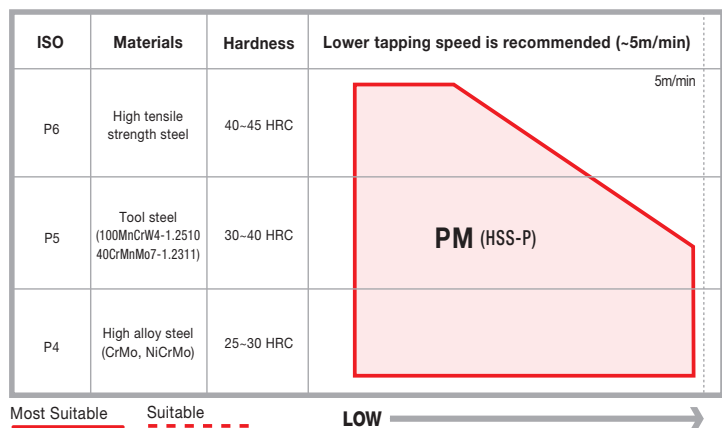 ISO Materials Hardness Lower tapping speed is recommended (~5m/min)
5m/min
P6
High tensile
strength steel
40~45 HRC
P5
Tool steel
(100MnCrW4-1.2510
40CrMnMo7-1.2311)
30~40 HRC
PM (HSS-P)
P4
High alloy steel
(CrMo, NiCrMo)
25~30 HRC
Most Suitable
Suitable
LOW